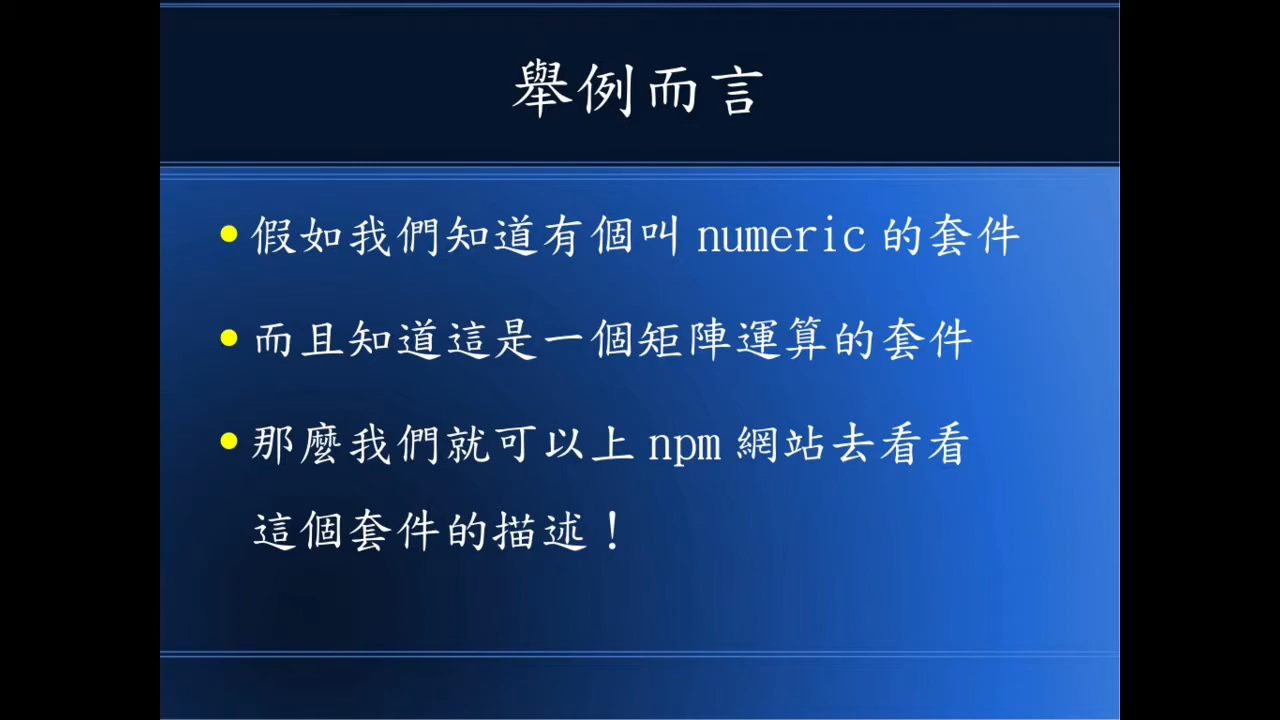 舉例而言
假如我們知道有個叫 numeric 的套件
而且知道這是一個矩陣運算的套件
那麼我們就可以上 npm 網站去看看
這個套件的描述！